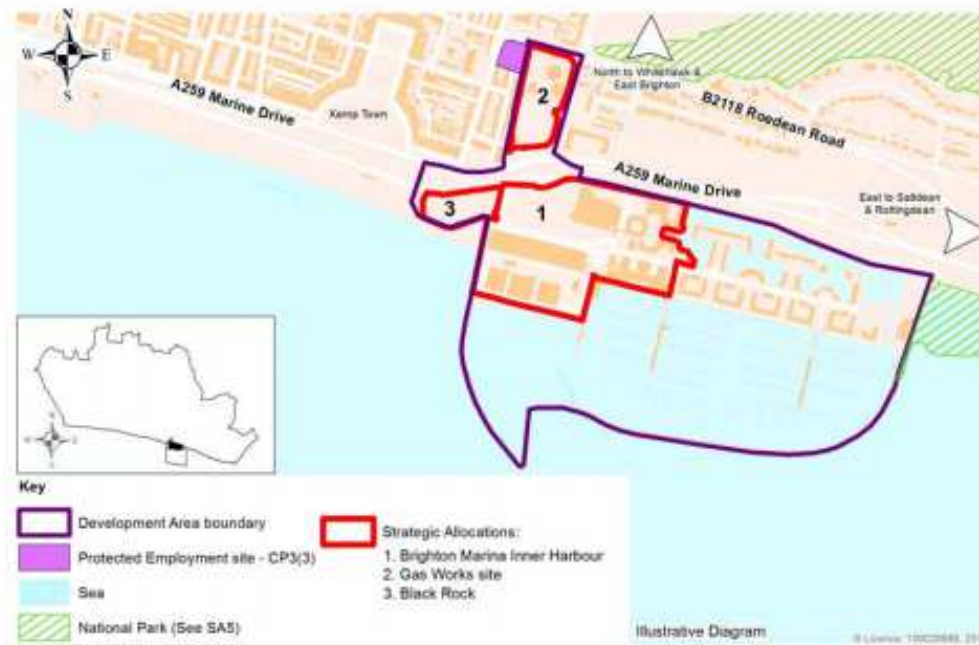 N
W E
S
A259 Marine Drive
Kemp Town
2
North to Whitehawk &
East Brighton
B2118 Roedean Road
A259 Marine Drive
East to Saltdean
& Rottingdean
3
1
Key
Development Area boundary
Protected Employment site - CP3(3)
Sea
National Park (See SA5)
Strategic Allocations:
1. Brighton Marina Inner Harbour
2. Gas Works site
3. Black Rock
Illustrative Diagram